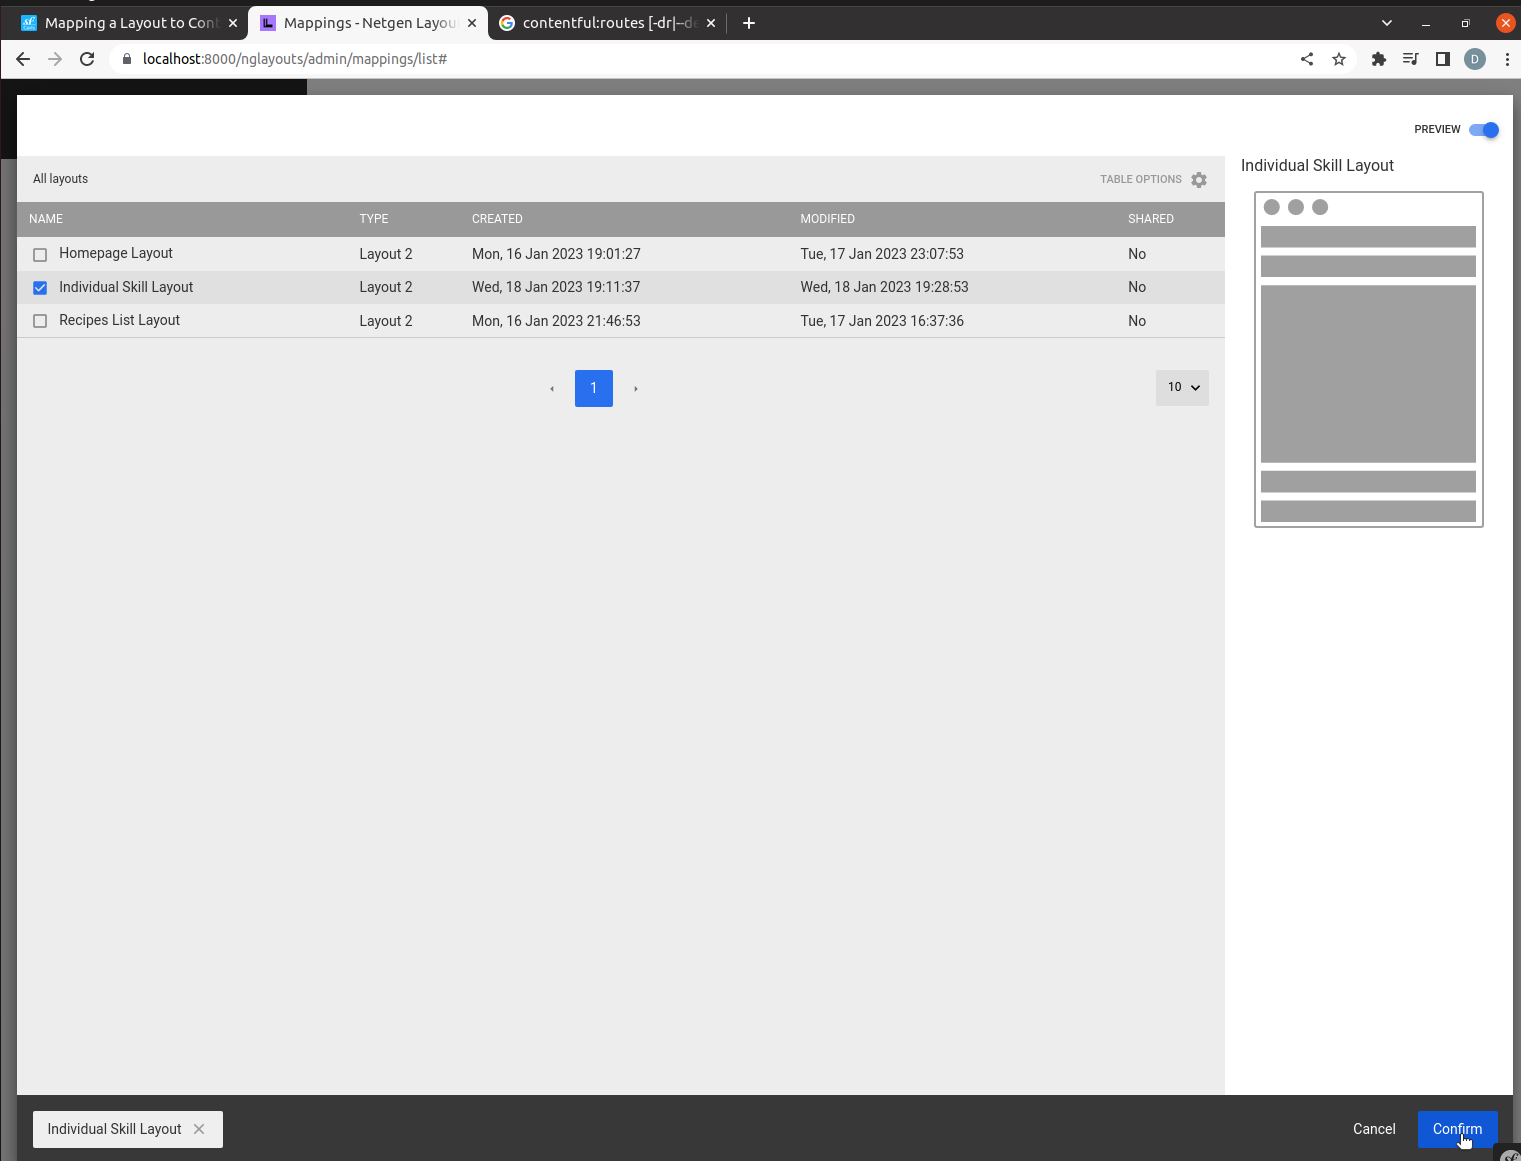 Mapping a Layout to Cont
Mappings - Netgen Layou
contentful:routes [-dr|--de
localhost:8000/nglayouts/admin/mappings/list#
D
PREVIEW
All layouts
TABLE OPTIONS
Individual Skill Layout
NAME TYPE CREATED MODIFIED SHARED
Homepage Layout Layout 2 Mon, 16 Jan 2023 19:01:27 Tue, 17 Jan 2023 23:07:53 No
Individual Skill Layout Layout 2 Wed, 18 Jan 2023 19:11:37 Wed, 18 Jan 2023 19:28:53 No
Recipes List Layout Layout 2 Mon, 16 Jan 2023 21:46:53 Tue, 17 Jan 2023 16:37:36 No
1
10
Individual Skill Layout
Cancel
Confirm